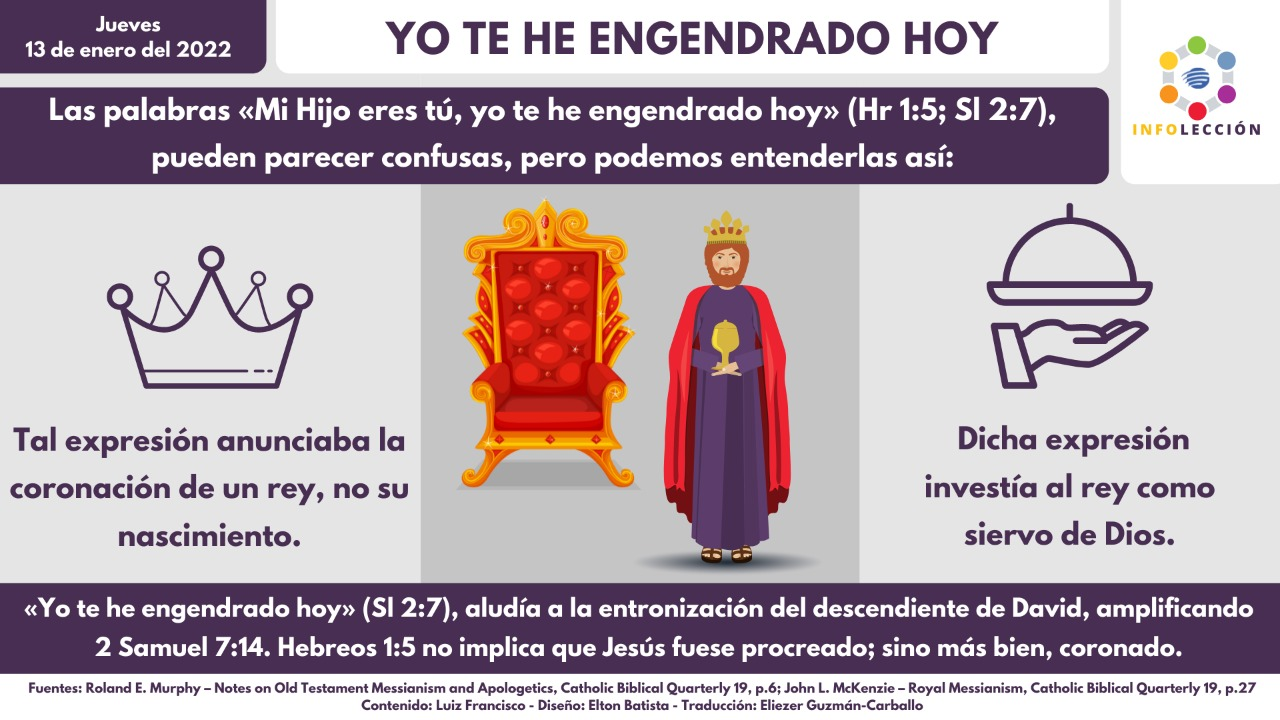 Jueves
13 de enero del 2022
YO TE HE ENGENDRADO HOY
INFOLECCIÓN
Las palabras «Mi Hijo eres tú, yo te he engendrado hoy» (Hr 1:5; Sl 2:7),
pueden parecer confusas, pero podemos entenderlas así:
Tal expresión anunciaba la
coronación de un rey, no su
nascimiento.
Dicha expresión
investía al rey como
siervo de Dios.
«Yo te he engendrado hoy» (Sl 2:7), aludía a la entronización del descendiente de David, amplificando
2 Samuel 7:14. Hebreos 1:5 no implica que Jesús fuese procreado; sino más bien, coronado.
Fuentes: Roland E. Murphy – Notes on Old Testament Messianism and Apologetics, Catholic Biblical Quarterly 19, p.6; John L. McKenzie – Royal Messianism, Catholic Biblical Quarterly 19, p.27
Contenido: Luiz Francisco - Diseño: Elton Batista - Traducción: Eliezer Guzmán-Carballo